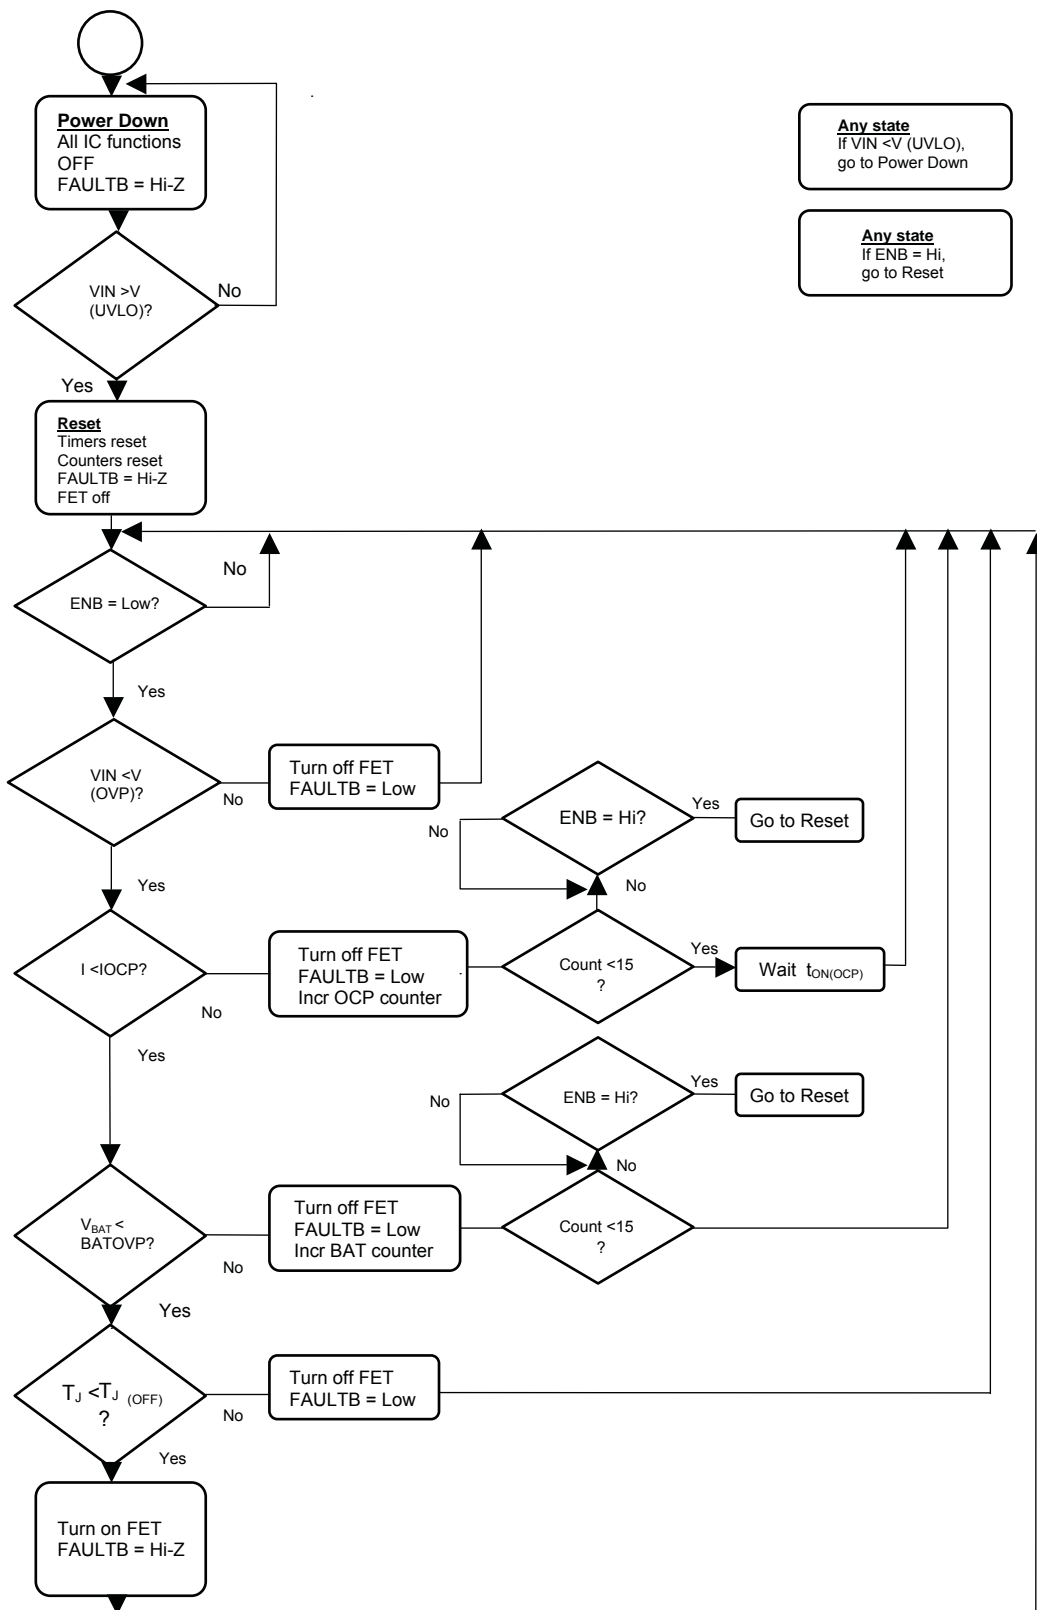 Power Down
All IC functions
OFF
FAULTB = Hi-Z
Any state
If VIN <V (UVLO),
go to Power Down
Any state
If ENB = Hi,
go to Reset
VIN >V
(UVLO)?
No
Yes
Reset
Timers reset
Counters reset
FAULTB = Hi-Z
FET off
ENB = Low?
No
Yes
VIN <V
(OVP)?
No
Turn off FET
FAULTB = Low
Yes
ENB = Hi?
Yes
Go to Reset
No
No
I <IOCP?
No
Turn off FET
FAULTB = Low
Incr OCP counter
Count <15
?
Yes
Wait tON(OCP)
Yes
ENB = Hi?
Yes
Go to Reset
No
No
VBAT <
BATOVP?
No
Turn off FET
FAULTB = Low
Incr BAT counter
Count <15
?
Yes
TJ <TJ (OFF)
?
No
Turn off FET
FAULTB = Low
Yes
Turn on FET
FAULTB = Hi-Z